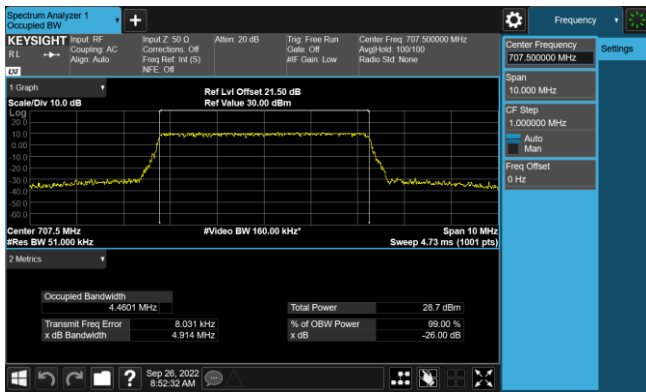 Spectrum Analyzer 1
Occupied BW
Frequency
KEYSIGHT
RL
LXI
Input: RF
Coupling: AC
Align: Auto
Input Z: 50 Ω
Corrections: Off
Freq Ref: Int (S)
NFE: Off
Atten: 20 dB
Trig: Free Run
Gate: Off
#IF Gain: Low
Center Freq: 707.500000 MHz
Avg|Hold: 100/100
Radio Std: None
Center Frequency
707.500000 MHz
Settings
Span
10.000 MHz
CF Step
1.000000 MHz
Auto
Man
Freq Offset
0 Hz
1 Graph
Scale/Div 10.0 dB
Ref Lvl Offset 21.50 dB
Ref Value 30.00 dBm
Log
20.0
10.0
0.00
-10.0
-20.0
-30.0
-40.0
-50.0
-60.0
Center 707.5 MHz
#Video BW 160.00 kHz*
Span 10 MHz
#Res BW 51.000 kHz
Sweep 4.73 ms (1001 pts)
2 Metrics
Occupied Bandwidth
4.4601 MHz
Total Power 28.7 dBm
Transmit Freq Error 8.031 kHz
% of OBW Power 99.00 %
x dB Bandwidth 4.914 MHz
x dB -26.00 dB
?
Sep 26, 2022
8:52:32 AM